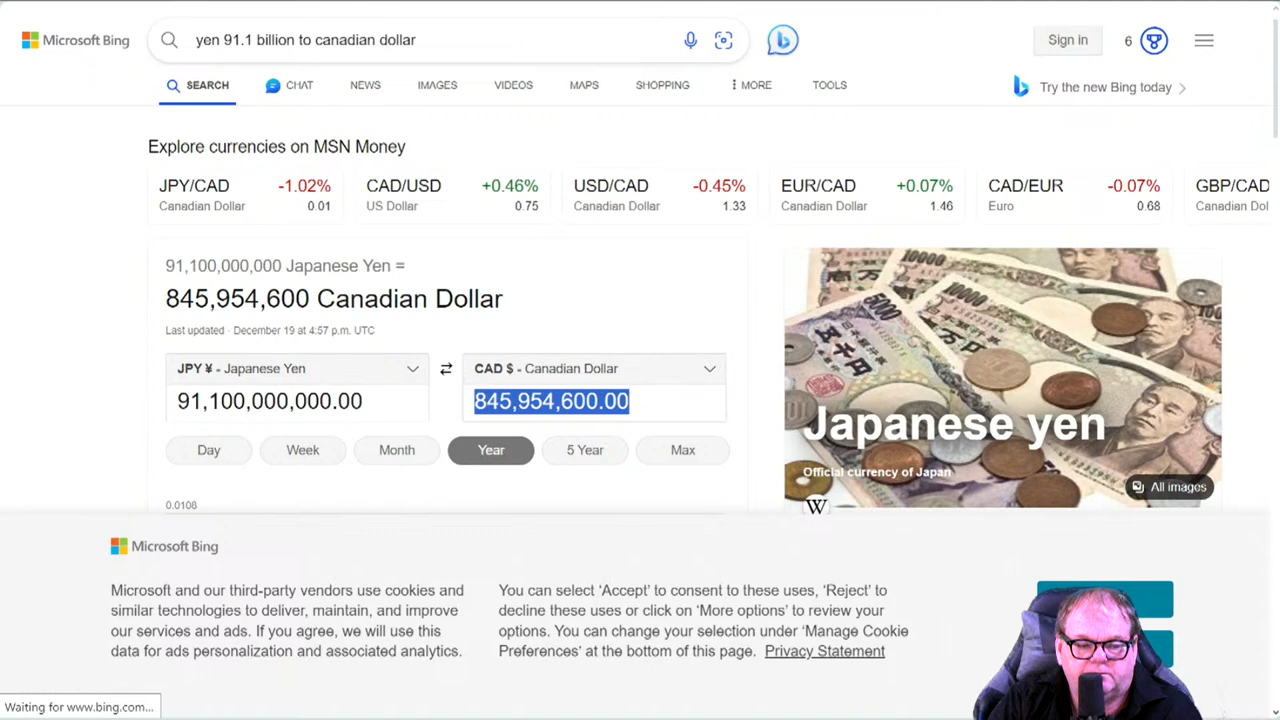 Microsoft Bing
yen 91.1 billion to canadian dollar
Sign in
6
SEARCH
CHAT
NEWS
IMAGES
VIDEOS
MAPS
SHOPPING
MORE
TOOLS
Try the new Bing today
Explore currencies on MSN Money
JPY/CAD -1.02%
Canadian Dollar 0.01
CAD/USD +0.46%
US Dollar 0.75
USD/CAD -0.45%
Canadian Dollar 1.33
EUR/CAD +0.07%
Canadian Dollar 1.46
CAD/EUR -0.07%
Euro 0.68
GBP/CAD
Canadian Dol
91,100,000,000 Japanese Yen =
845,954,600 Canadian Dollar
Last updated · December 19 at 4:57 p.m. UTC
JPY ¥ - Japanese Yen
CAD $ - Canadian Dollar
91,100,000,000.00
845,954,600.00
Day
Week
Month
Year
5 Year
Max
0.0108
10000
10000
5000
Japanese yen
Official currency of Japan
All images
W
Microsoft Bing
Microsoft and our third-party vendors use cookies and
similar technologies to deliver, maintain, and improve
our services and ads. If you agree, we will use this
data for ads personalization and associated analytics.
You can select ‘Accept’ to consent to these uses, ‘Reject’ to
decline these uses or click on ‘More options’ to review your
options. You can change your selection under ‘Manage Cookie
Preferences’ at the bottom of this page. Privacy Statement
Waiting for www.bing.com...